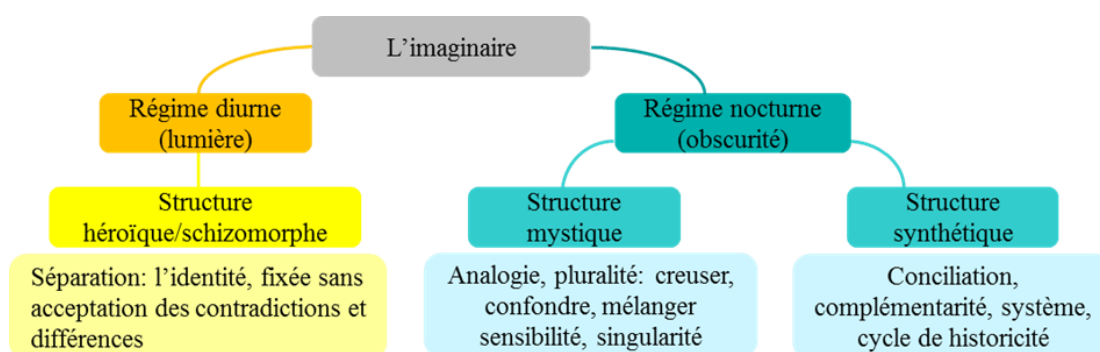 L’imaginaire
Régime diurne
(lumière)
Régime nocturne
(obscurité)
Structure
héroïque/schizomorphe
Structure
mystique
Structure
synthétique
Séparation: l’identité, fixée sans
acceptation des contradictions et
différences
Analogie, pluralité: creuser,
confondre, mélanger
sensibilité, singularité
Conciliation,
complémentarité, système,
cycle de historicité